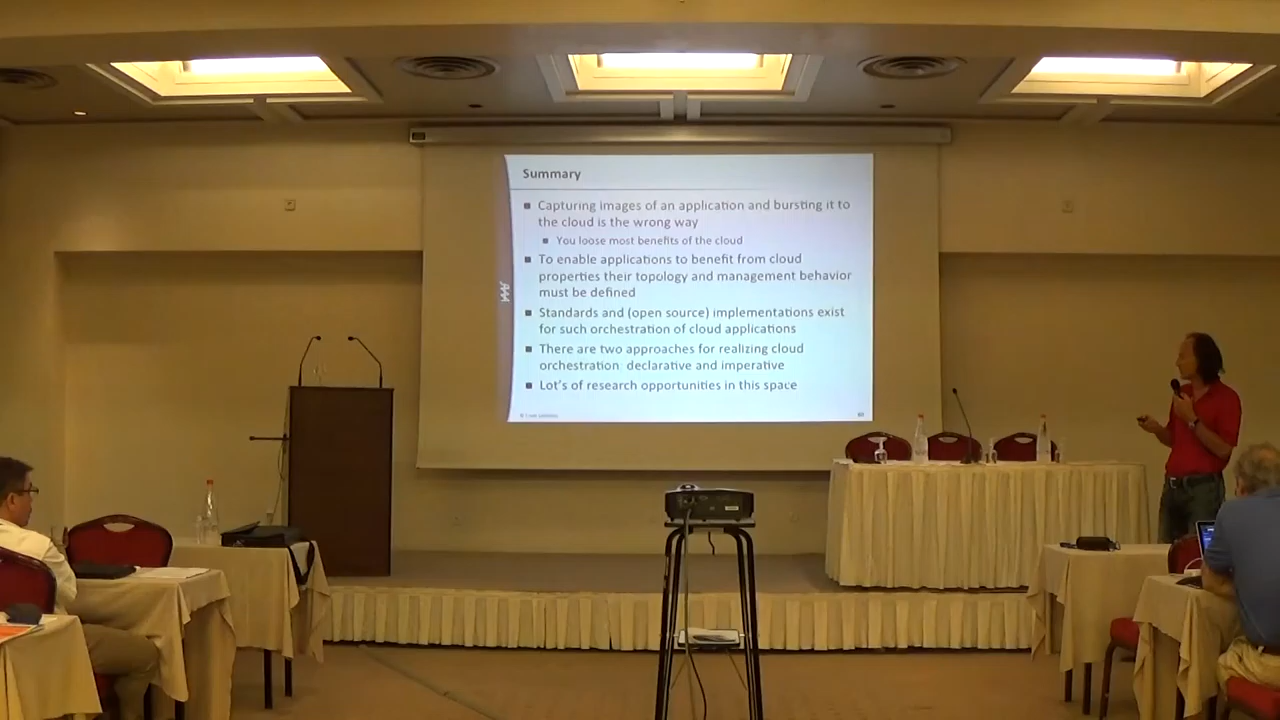 Summary
Capturing images of an application and bursting it to
the cloud is the wrong way
You loose most benefits of the cloud
To enable applications to benefit from cloud
properties their topology and management behavior
must be defined
Standards and (open source) implementations exist
for such orchestration of cloud applications
There are two approaches for realizing cloud
orchestration declarative and imperative
Lot's of research opportunities in this space